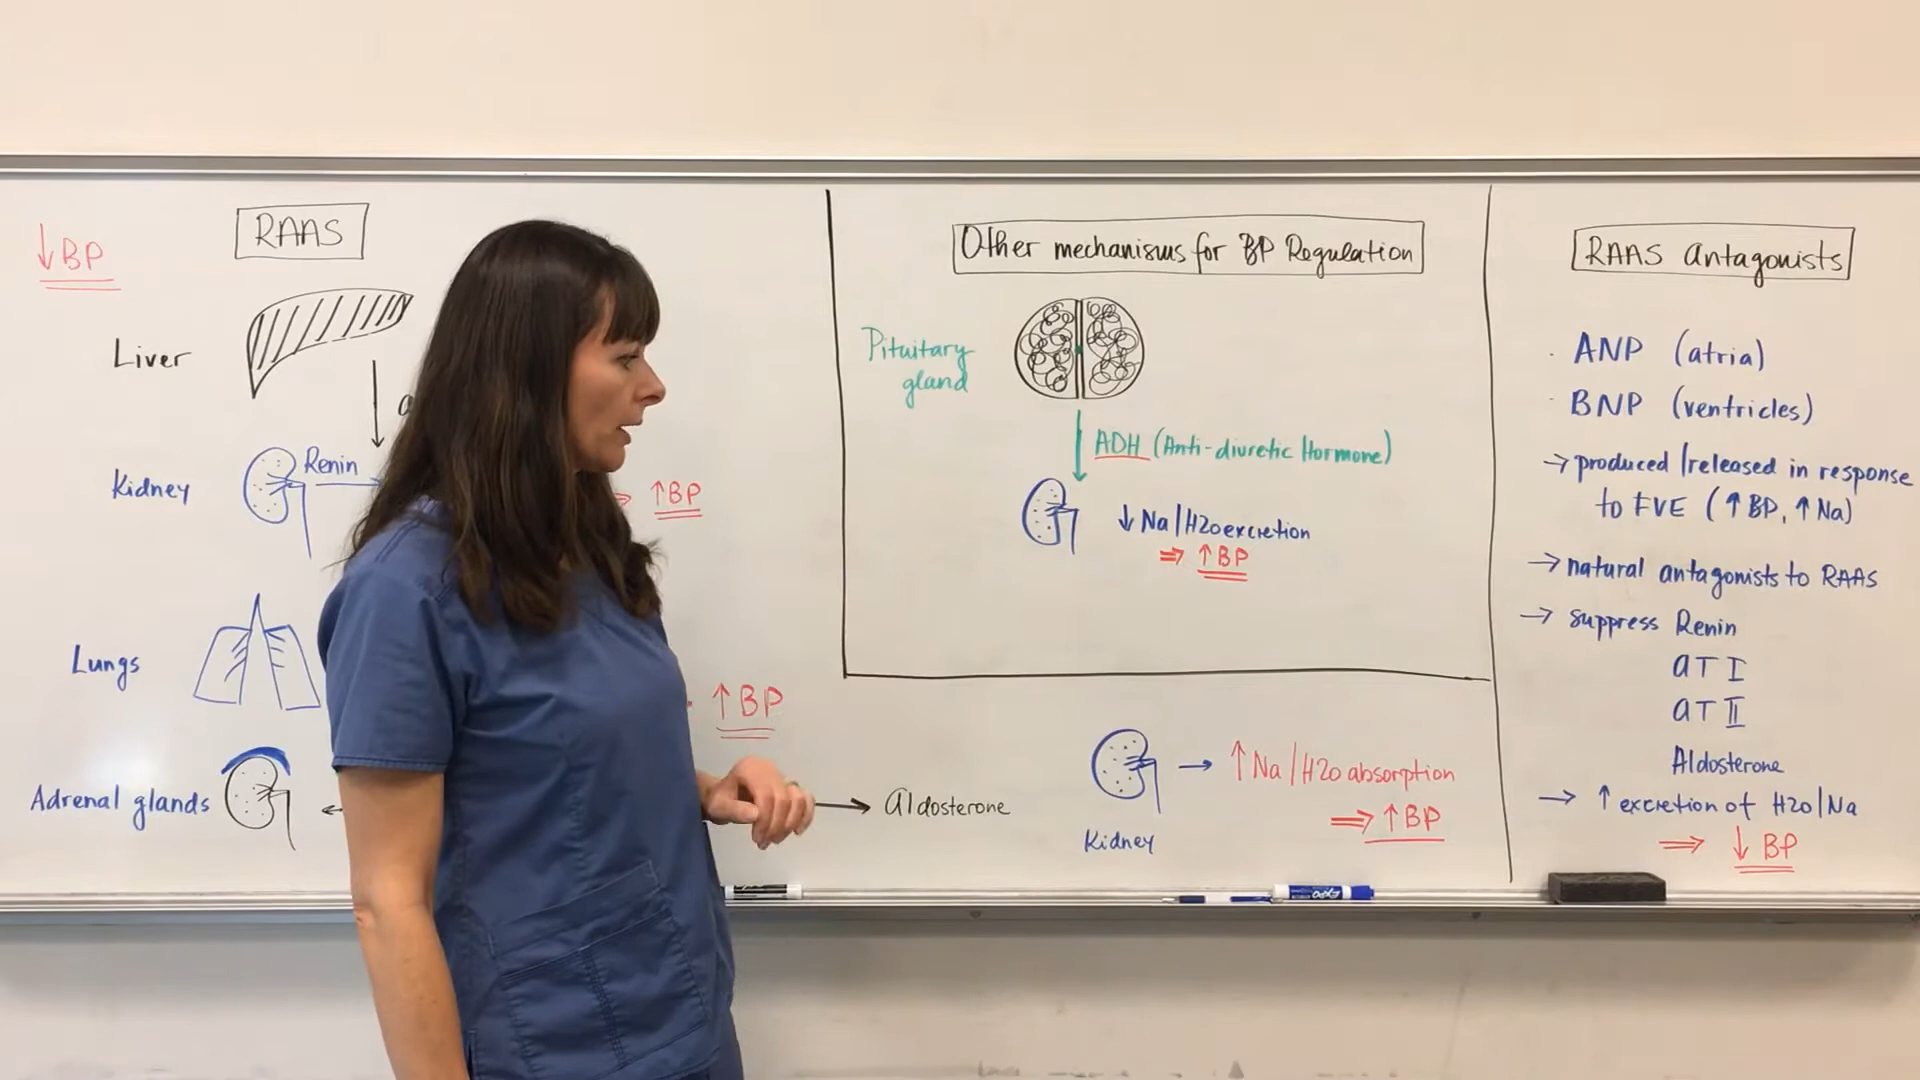 RAAS
↓BP
Liver
a
Kidney
Renin
⇒ ↑BP
Lungs
↑BP
Adrenal glands
Aldosterone
Kidney
↑Na/H2O absorption
⇒ ↑BP
Other mechanisms for BP Regulation
Pituitary
gland
ADH (Anti-diuretic Hormone)
↓ Na/H2O excretion
⇒ ↑BP
RAAS Antagonists
· ANP (atria)
· BNP (ventricles)
→ produced/released in response
to FVE (↑BP, ↑Na)
→ natural antagonists to RAAS
→ suppress Renin
aT I
aT II
Aldosterone
→ ↑ excretion of H2O/Na
⇒ ↓ BP
EXPO